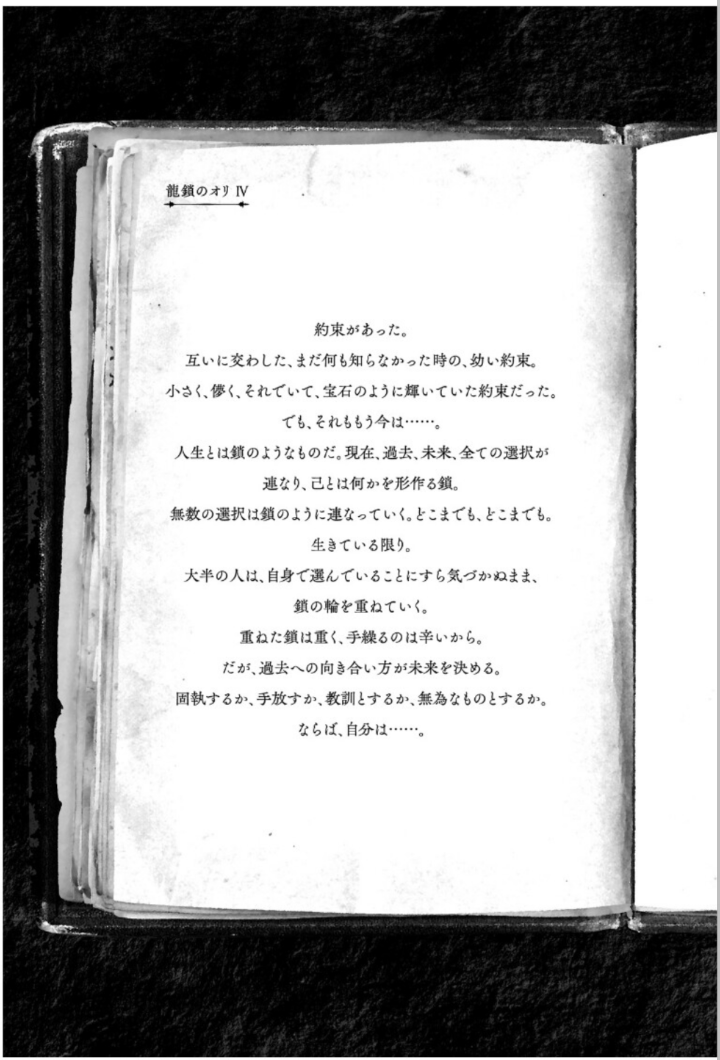 龍鎖のオリ Ⅳ
約束があった。
互いに交わした、まだ何も知らなかった時の、幼い約束。
小さく、儚く、それでいて、宝石のように輝いていた約束だった。
でも、それももう今は……。
人生とは鎖のようなものだ。現在、過去、未来、全ての選択が
連なり、己とは何かを形作る鎖。
無数の選択は鎖のように連なっていく。どこまでも、どこまでも。
生きている限り。
大半の人は、自身で選んでいることにすら気づかぬまま、
鎖の輪を重ねていく。
重ねた鎖は重く、手繰るのは辛いから。
だが、過去への向き合い方が未来を決める。
固執するか、手放すか、教訓とするか、無為なものとするか。
ならば、自分は……。